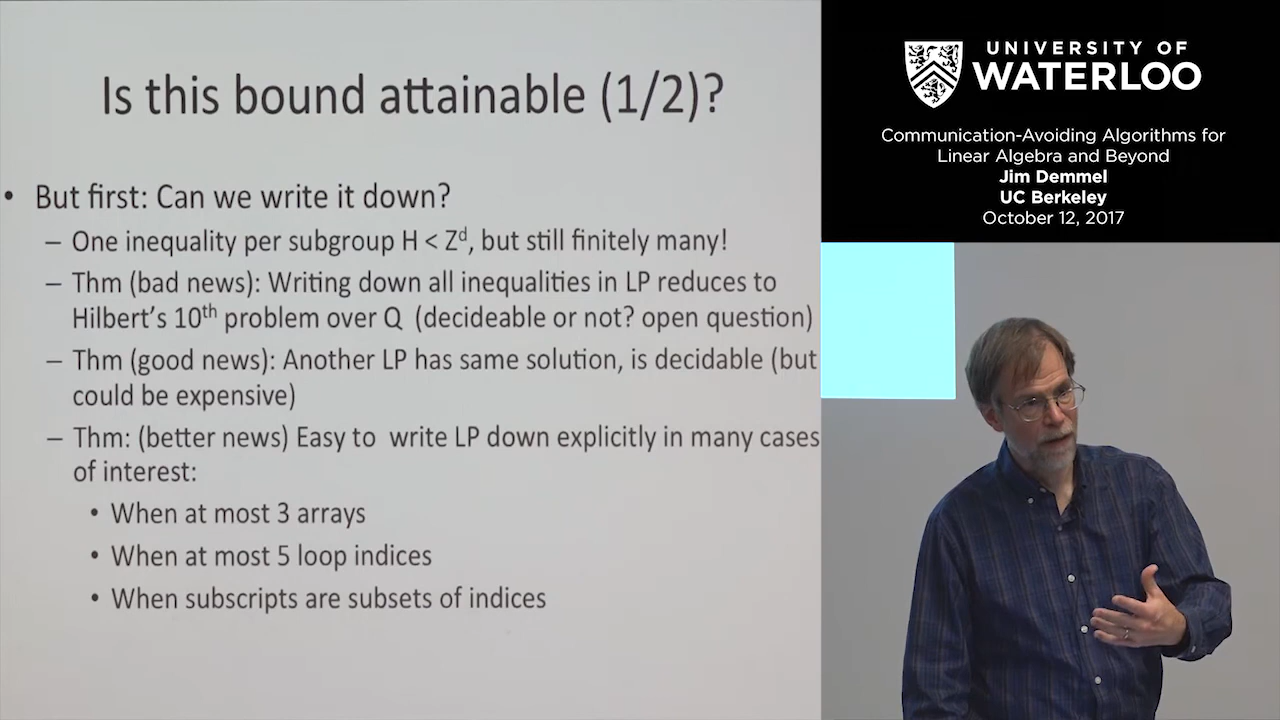 Is this bound attainable (1/2)?
• But first: Can we write it down?
– One inequality per subgroup H < Zᵈ, but still finitely many!
– Thm (bad news): Writing down all inequalities in LP reduces to
Hilbert's 10ᵗʰ problem over Q (decideable or not? open question)
– Thm (good news): Another LP has same solution, is decidable (but
could be expensive)
– Thm: (better news) Easy to write LP down explicitly in many cases
of interest:
• When at most 3 arrays
• When at most 5 loop indices
• When subscripts are subsets of indices
UNIVERSITY OF
WATERLOO
Communication-Avoiding Algorithms for
Linear Algebra and Beyond
Jim Demmel
UC Berkeley
October 12, 2017